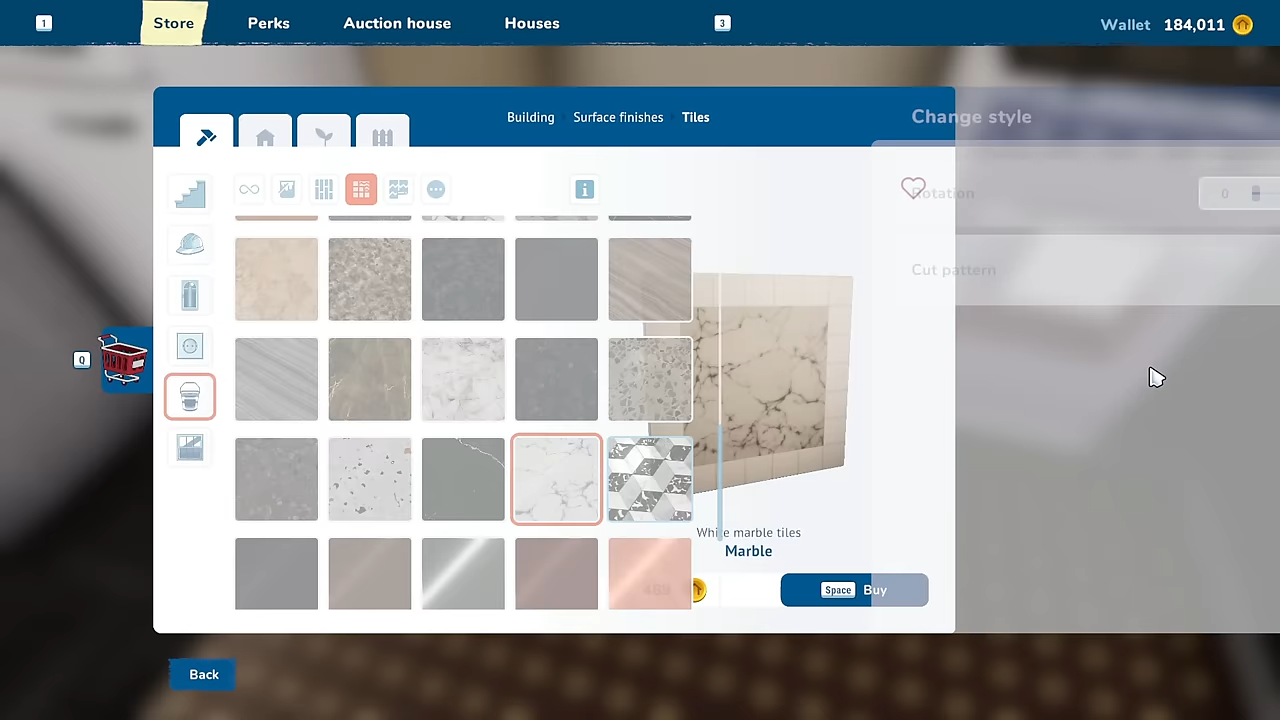 1 Store Perks Auction house Houses 3 Wallet 184,011
Building Surface finishes Tiles
Change style
i
Rotation 0
Cut pattern
Q
White marble tiles
Marble
Space Buy
Back